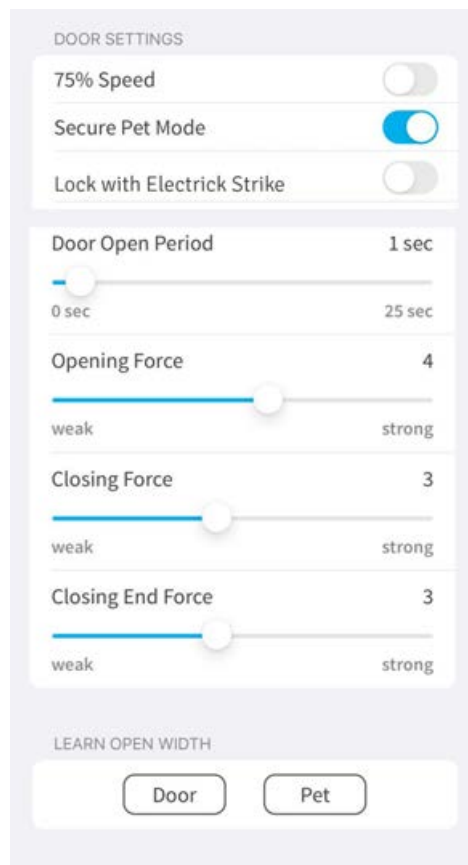 DOOR SETTINGS
75% Speed
Secure Pet Mode
Lock with Electrick Strike
Door Open Period 1 sec
0 sec 25 sec
Opening Force 4
weak strong
Closing Force 3
weak strong
Closing End Force 3
weak strong
LEARN OPEN WIDTH
Door Pet